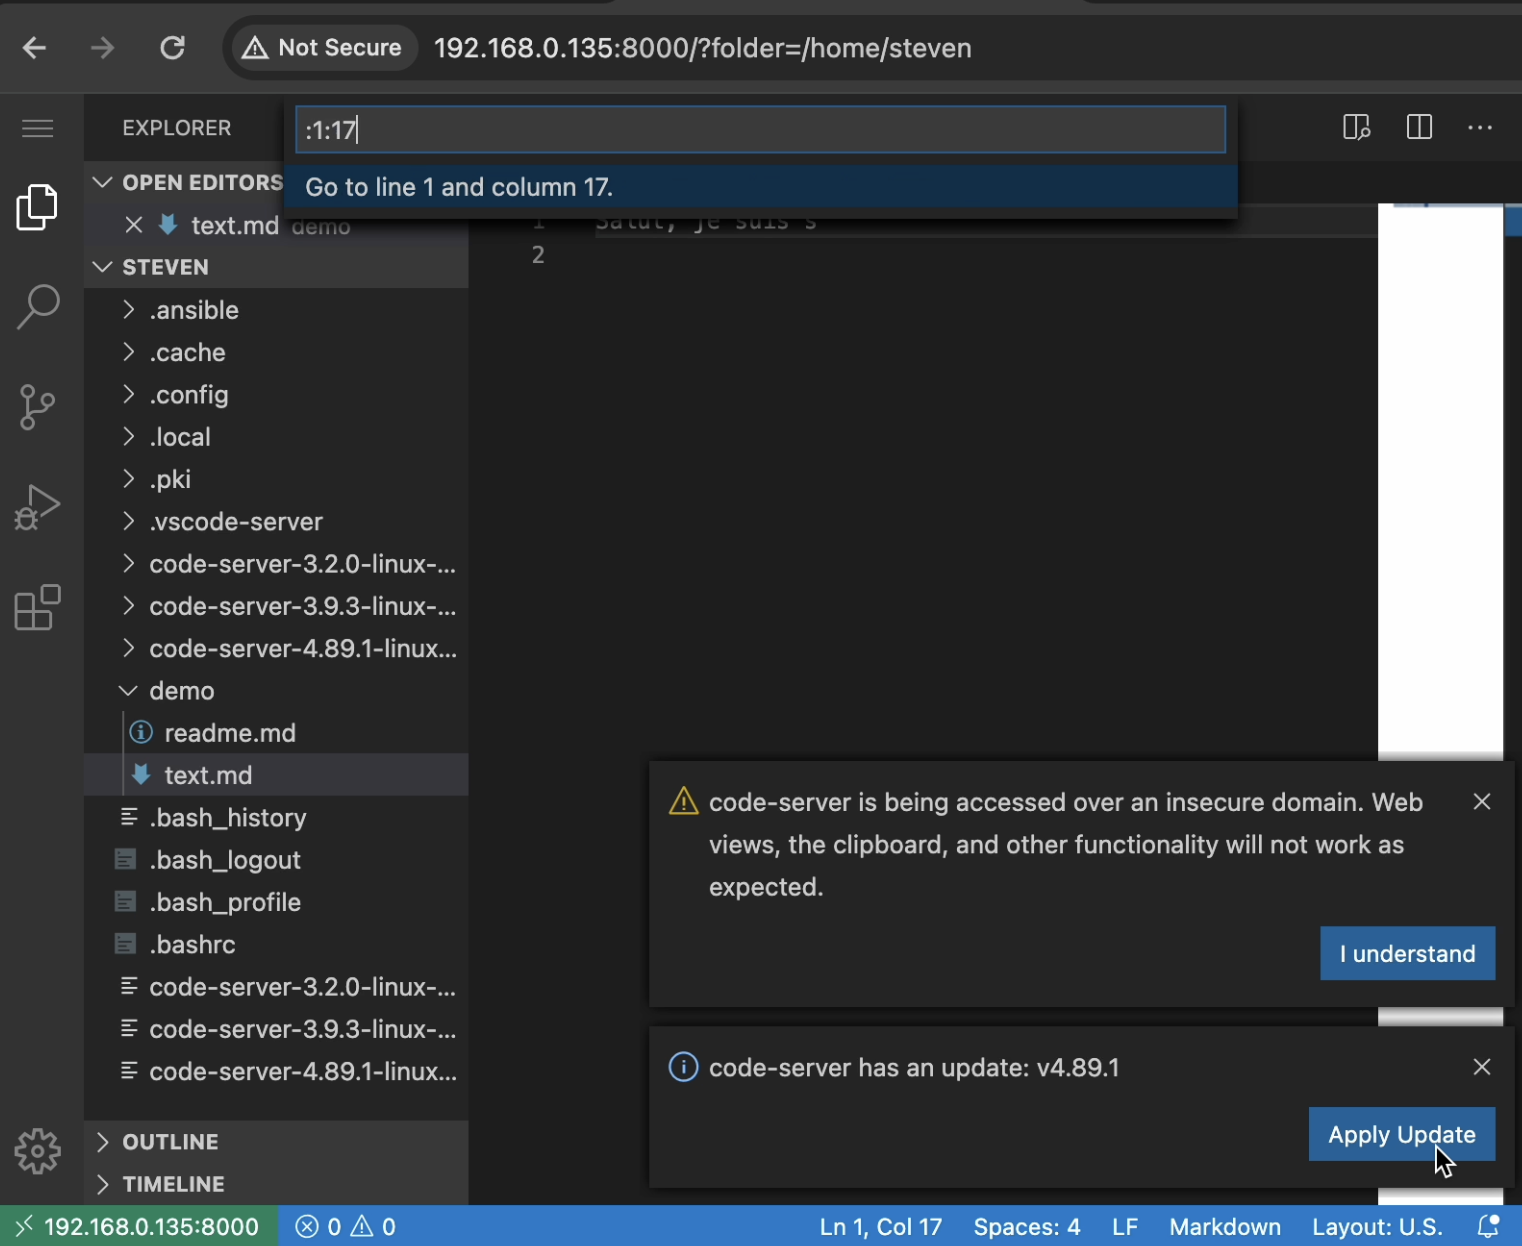 Not Secure 192.168.0.135:8000/?folder=/home/steven
EXPLORER
:1:17
Go to line 1 and column 17.
OPEN EDITORS
text.md demo
1 Salut, je suis s
2
STEVEN
.ansible
.cache
.config
.local
.pki
.vscode-server
code-server-3.2.0-linux-...
code-server-3.9.3-linux-...
code-server-4.89.1-linux...
demo
readme.md
text.md
.bash_history
.bash_logout
.bash_profile
.bashrc
code-server-3.2.0-linux-...
code-server-3.9.3-linux-...
code-server-4.89.1-linux...
OUTLINE
TIMELINE
code-server is being accessed over an insecure domain. Web
views, the clipboard, and other functionality will not work as
expected.
I understand
code-server has an update: v4.89.1
Apply Update
192.168.0.135:8000 0 0 Ln 1, Col 17 Spaces: 4 LF Markdown Layout: U.S.